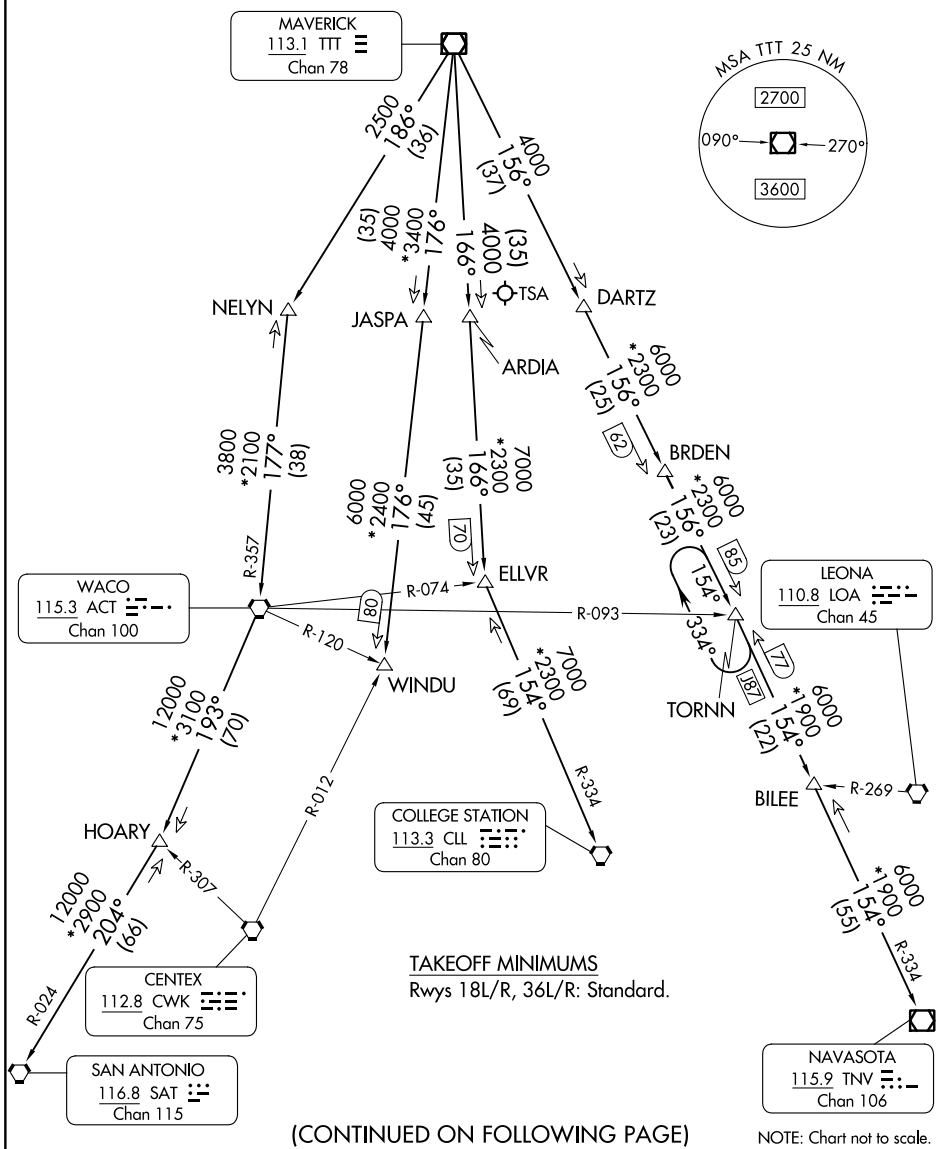 MAVERICK
113.1 TTT
Chan 78
MSA TTT 25 NM
2700
090°
270°
3600
2500
186°
(36)
(35)
4000
*3400
176°
(35)
4000
166°
4000
156°
(37)
TSA
NELYN
JASPA
ARDIA
DARTZ
6000
*2300
156°
(25)
62
BRDEN
3800
*2100
177°
(38)
6000
*2400
176°
(45)
7000
*2300
166°
(35)
6000
*2300
156°
(23)
R-357
80
70
85
WACO
115.3 ACT
Chan 100
R-074
ELLVR
R-093
R-120
WINDU
154°
334°
77
J87
TORNN
LEONA
110.8 LOA
Chan 45
12000
*3100
193°
(70)
7000
*2300
154°
(69)
6000
*1900
154°
(22)
R-012
R-334
BILEE
R-269
HOARY
R-307
COLLEGE STATION
113.3 CLL
Chan 80
12000
*2900
204°
(66)
6000
*1900
154°
(55)
R-334
R-024
CENTEX
112.8 CWK
Chan 75
TAKEOFF MINIMUMS
Rwys 18L/R, 36L/R: Standard.
SAN ANTONIO
116.8 SAT
Chan 115
NAVASOTA
115.9 TNV
Chan 106
(CONTINUED ON FOLLOWING PAGE)
NOTE: Chart not to scale.